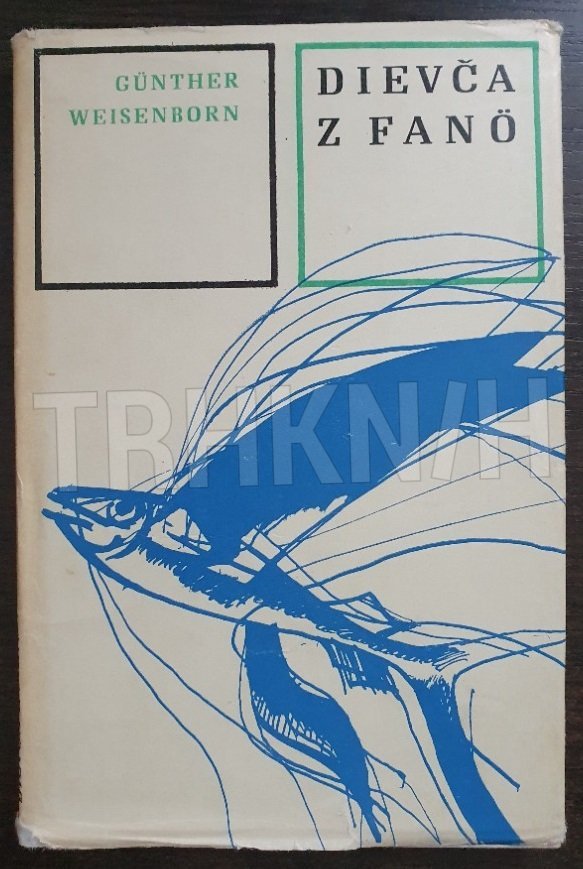 GÜNTHER
WEISENBORN
DIEVČA
Z FANÖ
TRHKNIH